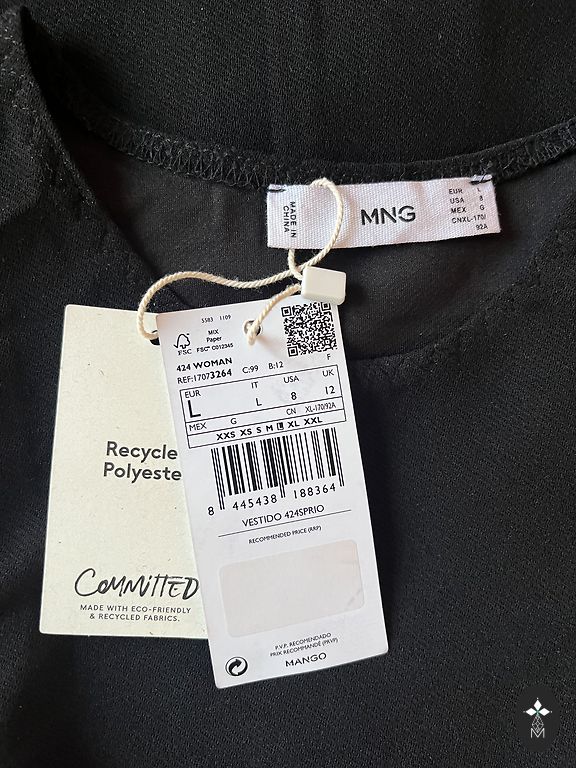 MADE IN
CHINA
MNG
EUR L
USA 8
MEX G
CNXL-170/
92A
Recycle
Polyeste
COMMITTED
MADE WITH ECO-FRIENDLY
& RECYCLED FABRICS.
5S03 1109
FSC
MIX
Paper
FSC® C012345
424 WOMAN
REF:17073264 C:99 B:12 F
EUR IT USA UK
L L 8 12
MEX G CN XL-170/92A
XXS XS S M L XL XXL
8 445438 188364
VESTIDO 424SPRIO
RECOMMENDED PRICE (RRP)
P.V.P. RECOMENDADO
PRIX RECOMMANDÉ (PRVP)
MANGO
M